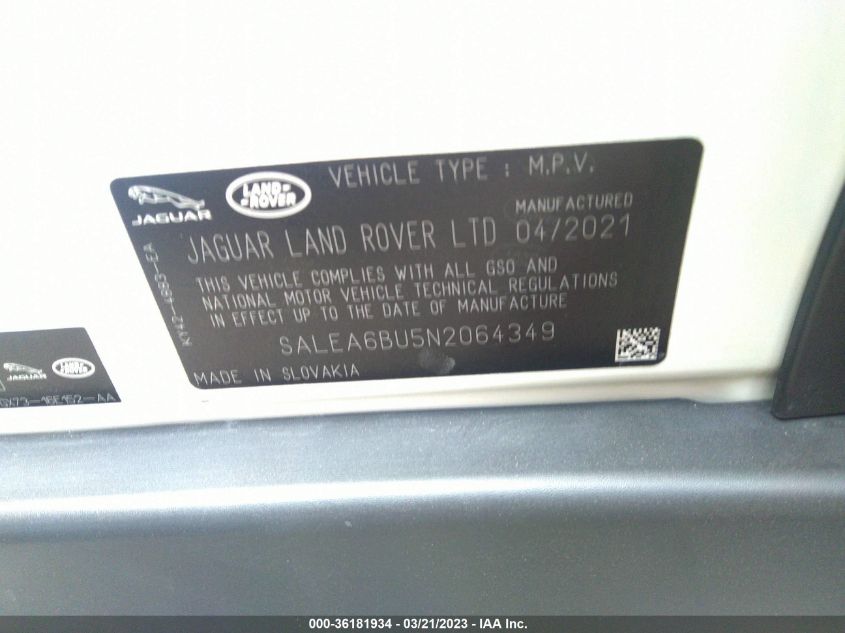 VEHICLE TYPE : M.P.V.
JAGUAR
LAND
ROVER
MANUFACTURED
JAGUAR LAND ROVER LTD 04/2021
THIS VEHICLE COMPLIES WITH ALL GSO AND
NATIONAL MOTOR VEHICLE TECHNICAL REGULATIONS
IN EFFECT UP TO THE DATE OF MANUFACTURE
SALEA6BU5N2064349
MADE IN SLOVAKIA
JAGUAR
000-36181934 - 03/21/2023 - IAA Inc.